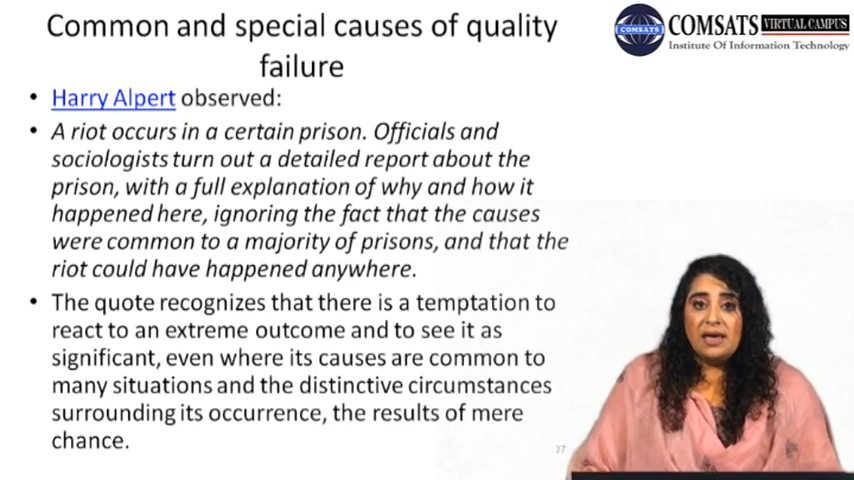 Common and special causes of quality
failure
COMSATS
COMSATS VIRTUAL CAMPUS
Institute Of Information Technology
• Harry Alpert observed:
• A riot occurs in a certain prison. Officials and
sociologists turn out a detailed report about the
prison, with a full explanation of why and how it
happened here, ignoring the fact that the causes
were common to a majority of prisons, and that the
riot could have happened anywhere.
• The quote recognizes that there is a temptation to
react to an extreme outcome and to see it as
significant, even where its causes are common to
many situations and the distinctive circumstances
surrounding its occurrence, the results of mere
chance.
27